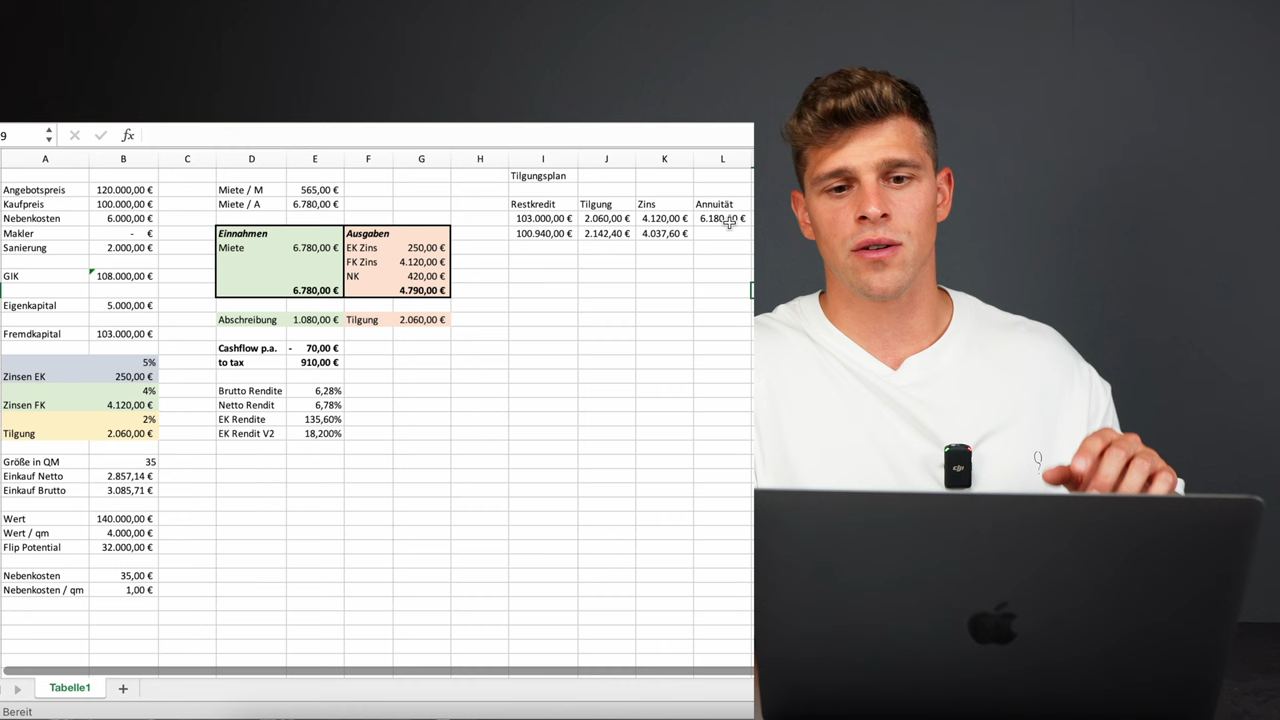 9 fx
A B C D E F G H I J K L
Tilgungsplan
Angebotspreis 120.000,00 € Miete / M 565,00 €
Kaufpreis 100.000,00 € Miete / A 6.780,00 € Restkredit Tilgung Zins Annuität
Nebenkosten 6.000,00 € 103.000,00 € 2.060,00 € 4.120,00 € 6.180,00 €
Makler - € Einnahmen Ausgaben 100.940,00 € 2.142,40 € 4.037,60 €
Sanierung 2.000,00 € Miete 6.780,00 € EK Zins 250,00 €
FK Zins 4.120,00 €
GIK 108.000,00 € NK 420,00 €
6.780,00 € 4.790,00 €
Eigenkapital 5.000,00 €
Abschreibung 1.080,00 € Tilgung 2.060,00 €
Fremdkapital 103.000,00 €
Cashflow p.a. - 70,00 €
5% to tax 910,00 €
Zinsen EK 250,00 €
4% Brutto Rendite 6,28%
Zinsen FK 4.120,00 € Netto Rendit 6,78%
2% EK Rendite 135,60%
Tilgung 2.060,00 € EK Rendit V2 18,200%
Größe in QM 35
Einkauf Netto 2.857,14 €
Einkauf Brutto 3.085,71 €
Wert 140.000,00 €
Wert / qm 4.000,00 €
Flip Potential 32.000,00 €
Nebenkosten 35,00 €
Nebenkosten / qm 1,00 €
Tabelle1
Bereit
dji